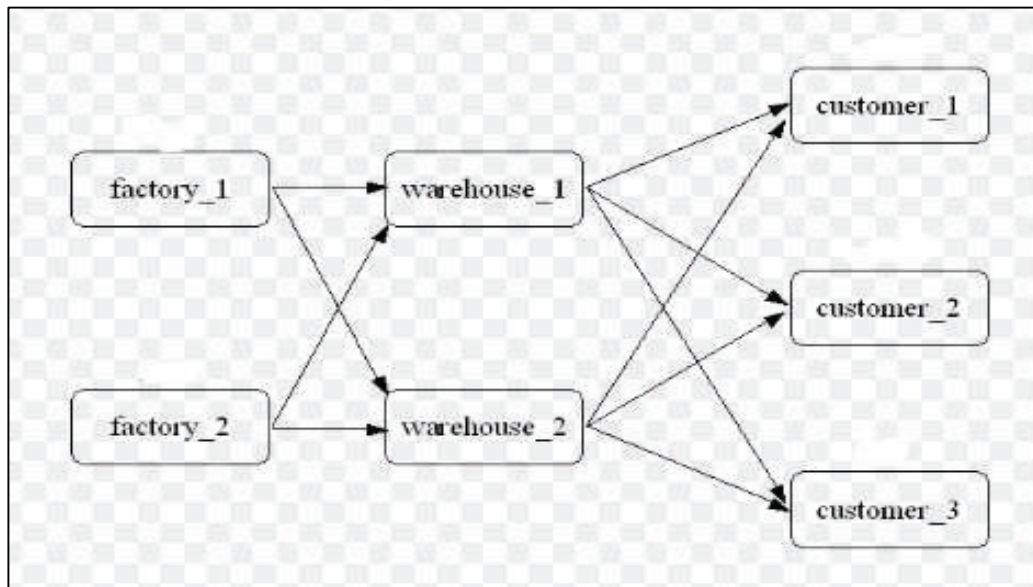 customer_1
factory_1
warehouse_1
customer_2
factory_2
warehouse_2
customer_3